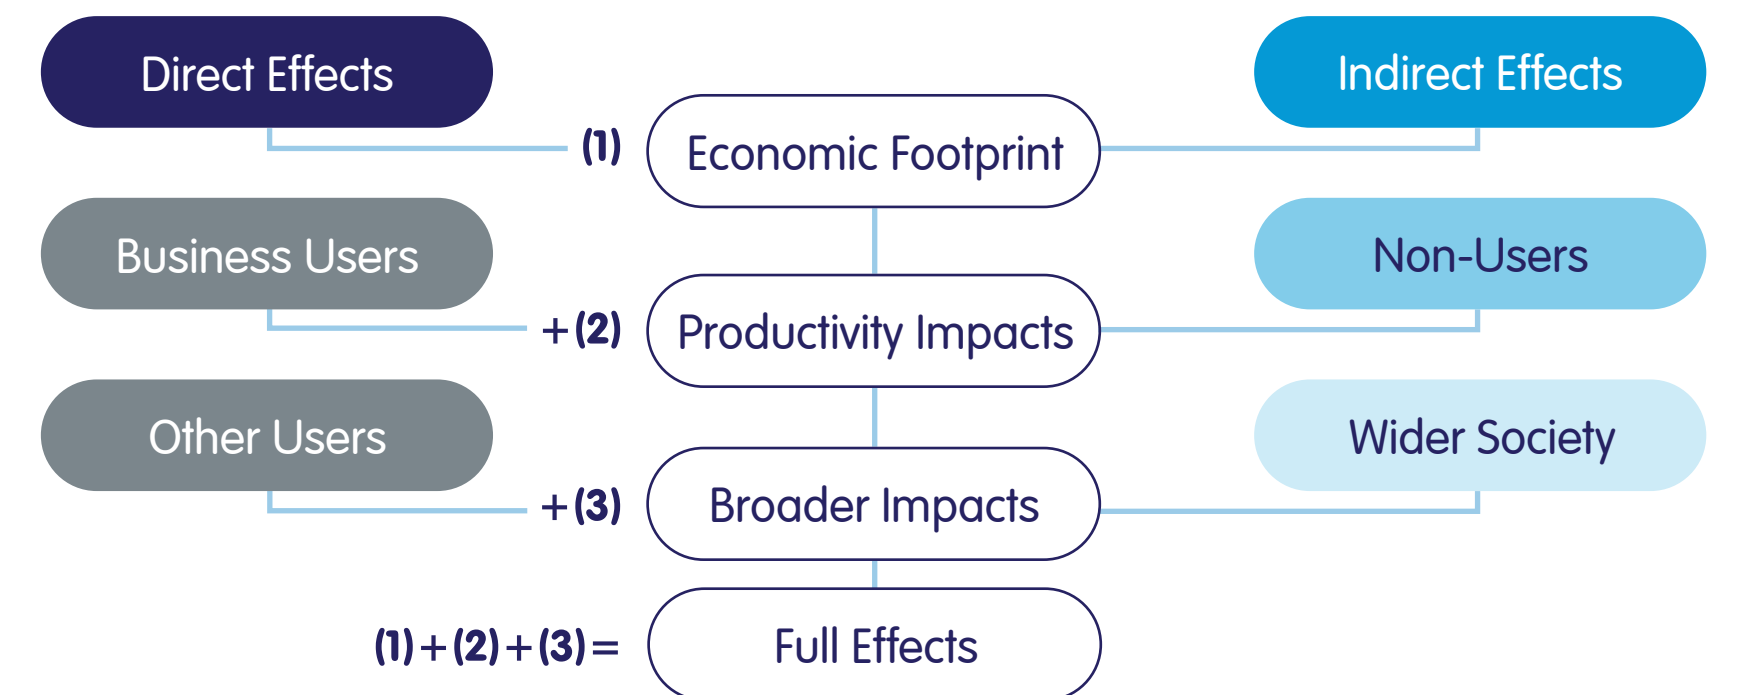 Direct Effects
Indirect Effects
(1) Economic Footprint
Business Users
Non-Users
+ (2) Productivity Impacts
Other Users
Wider Society
+ (3) Broader Impacts
(1) + (2) + (3) = Full Effects